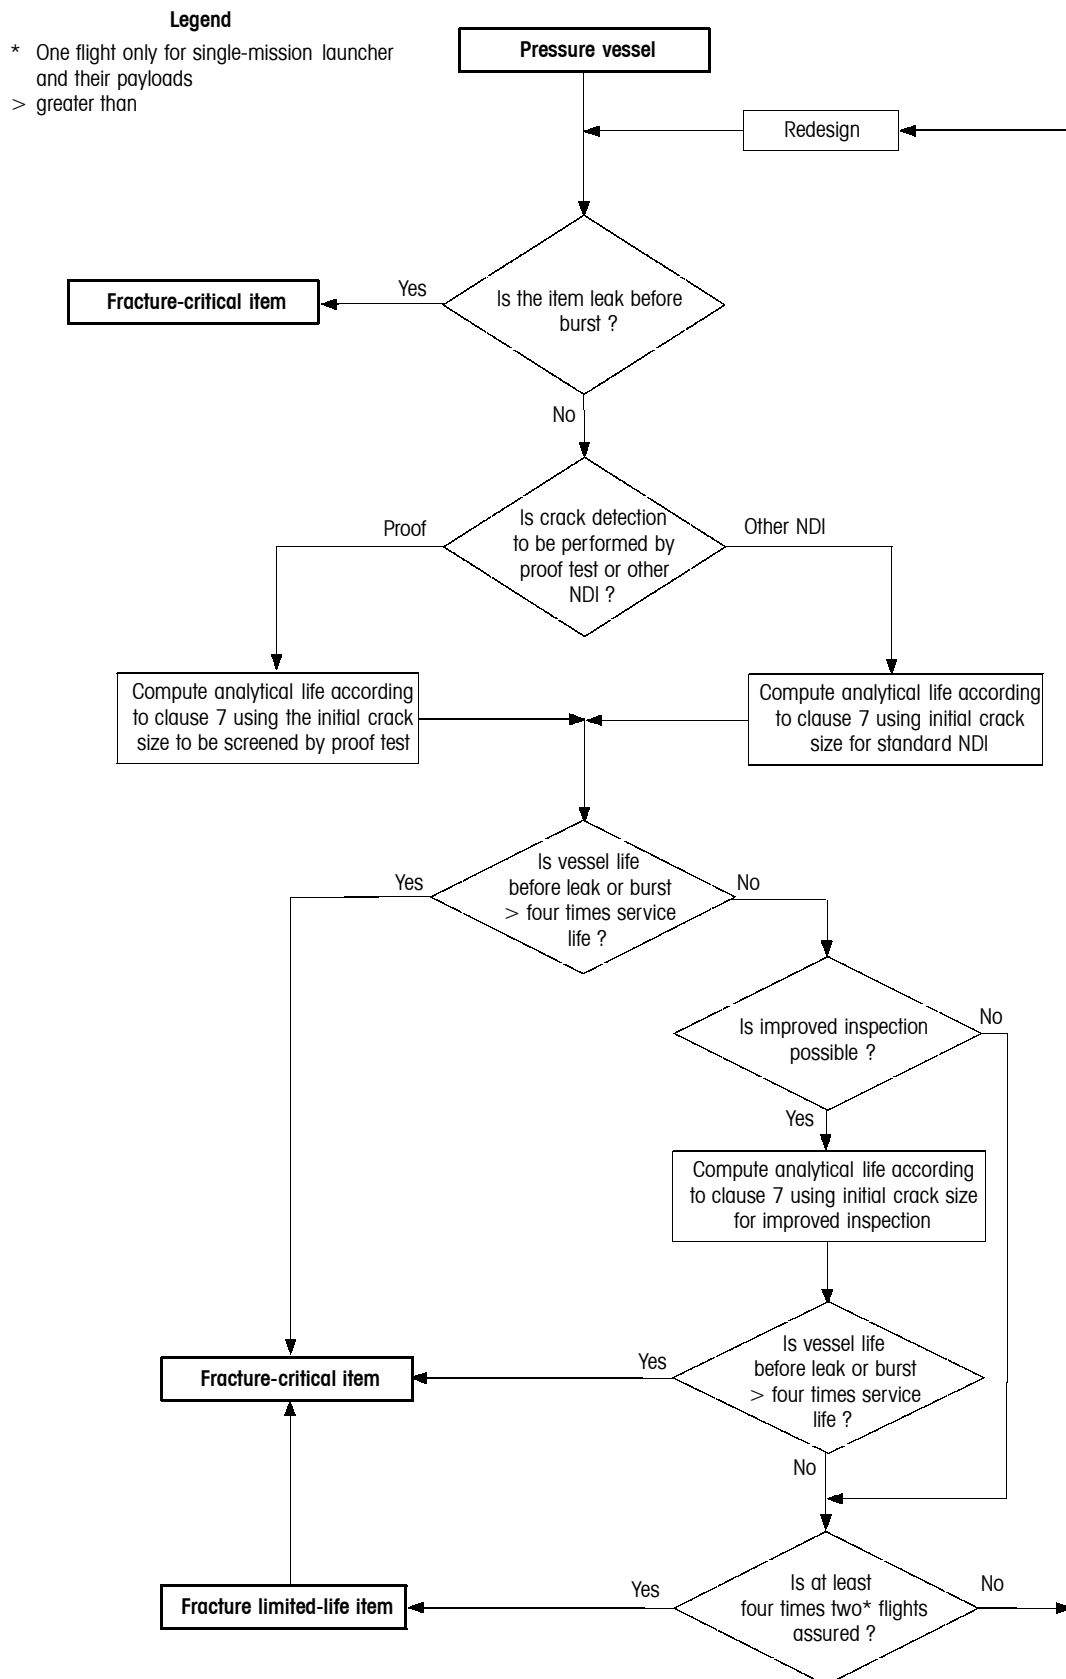 Legend
* One flight only for single-mission launcher
and their payloads
> greater than
Pressure vessel
Redesign
Is the item leak before
burst ?
Yes
Fracture-critical item
No
Is crack detection
to be performed by
proof test or other
NDI ?
Proof
Other NDI
Compute analytical life according
to clause 7 using the initial crack
size to be screened by proof test
Compute analytical life according
to clause 7 using initial crack
size for standard NDI
Is vessel life
before leak or burst
> four times service
life ?
Yes
No
Is improved inspection
possible ?
No
Yes
Compute analytical life according
to clause 7 using initial crack size
for improved inspection
Is vessel life
before leak or burst
> four times service
life ?
Yes
Fracture-critical item
No
Is at least
four times two* flights
assured ?
Yes
No
Fracture limited-life item